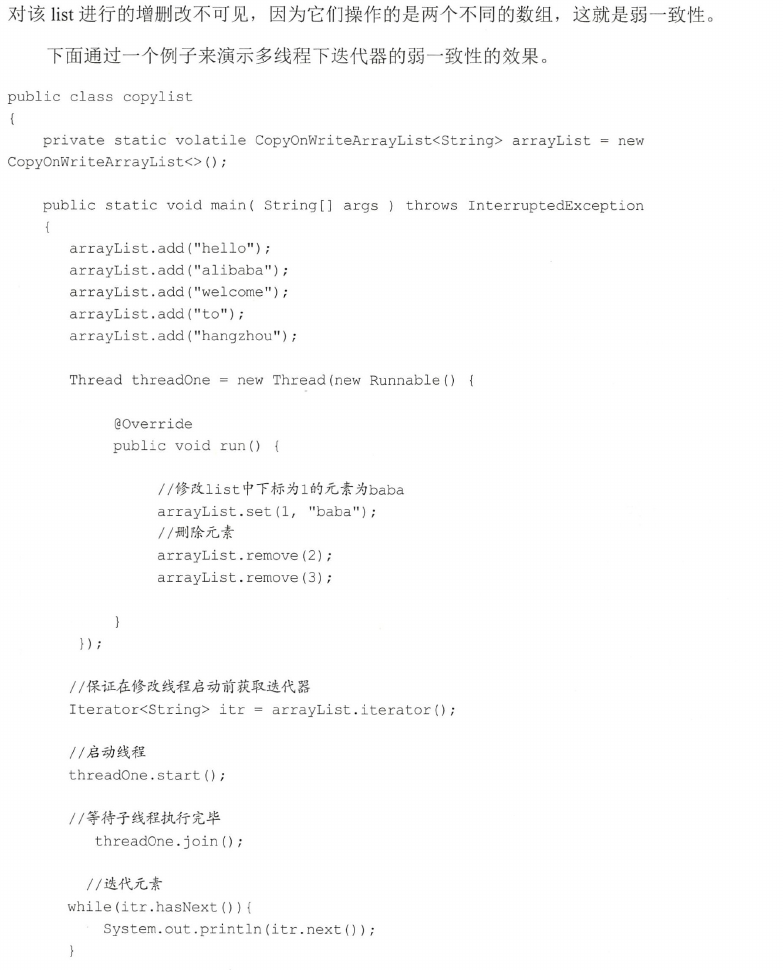 对该 list 进行的增删改不可见，因为它们操作的是两个不同的数组，这就是弱一致性。
下面通过一个例子来演示多线程下迭代器的弱一致性的效果。
public class copylist
{
private static volatile CopyOnWriteArrayList<String> arrayList = new
CopyOnWriteArrayList<>();
public static void main( String[] args ) throws InterruptedException
{
arrayList.add("hello");
arrayList.add("alibaba");
arrayList.add("welcome");
arrayList.add("to");
arrayList.add("hangzhou");
Thread threadOne = new Thread(new Runnable() {
@Override
public void run() {
//修改list中下标为1的元素为baba
arrayList.set(1, "baba");
//删除元素
arrayList.remove(2);
arrayList.remove(3);
}
});
//保证在修改线程启动前获取迭代器
Iterator<String> itr = arrayList.iterator();
//启动线程
threadOne.start();
//等待子线程执行完毕
threadOne.join();
//迭代元素
while(itr.hasNext()){
System.out.println(itr.next());
}